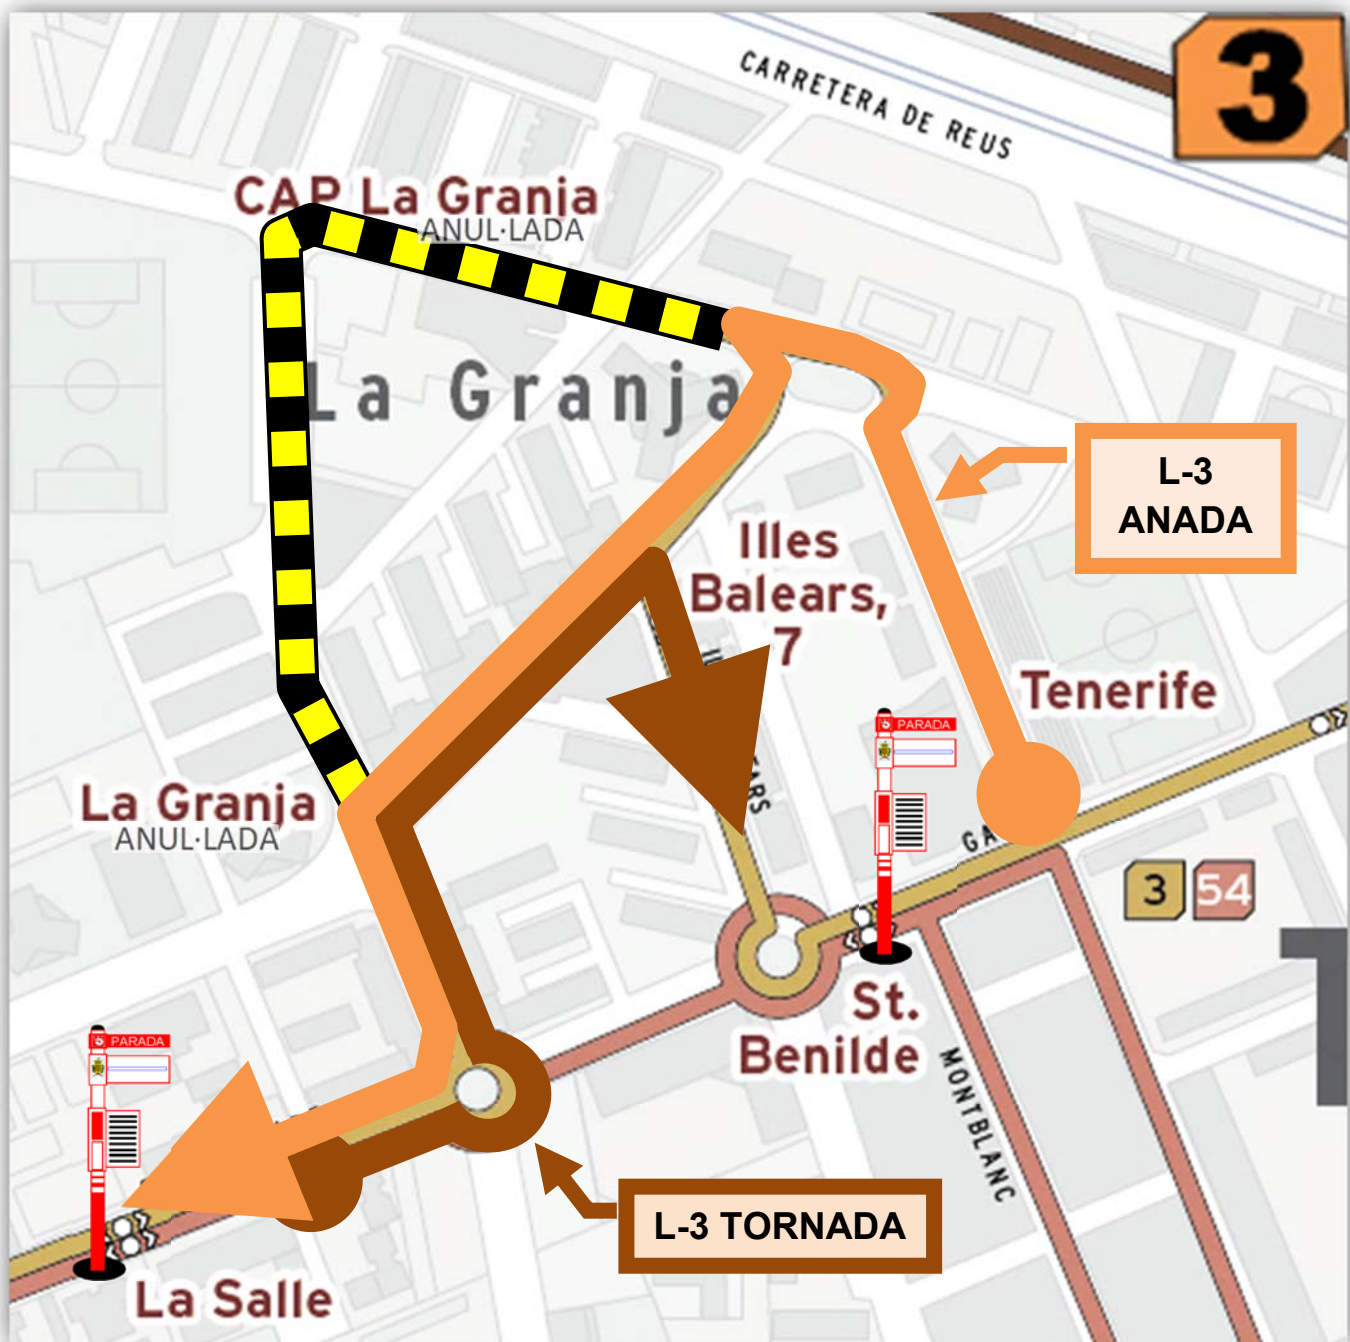 CARRETERA DE REUS
3
CAP La Granja
ANUL·LADA
La Granja
L-3
ANADA
Illes
Balears,
7
Tenerife
PARADA
La Granja
ANUL·LADA
3
54
St.
Benilde
MONTBLANC
PARADA
L-3 TORNADA
La Salle